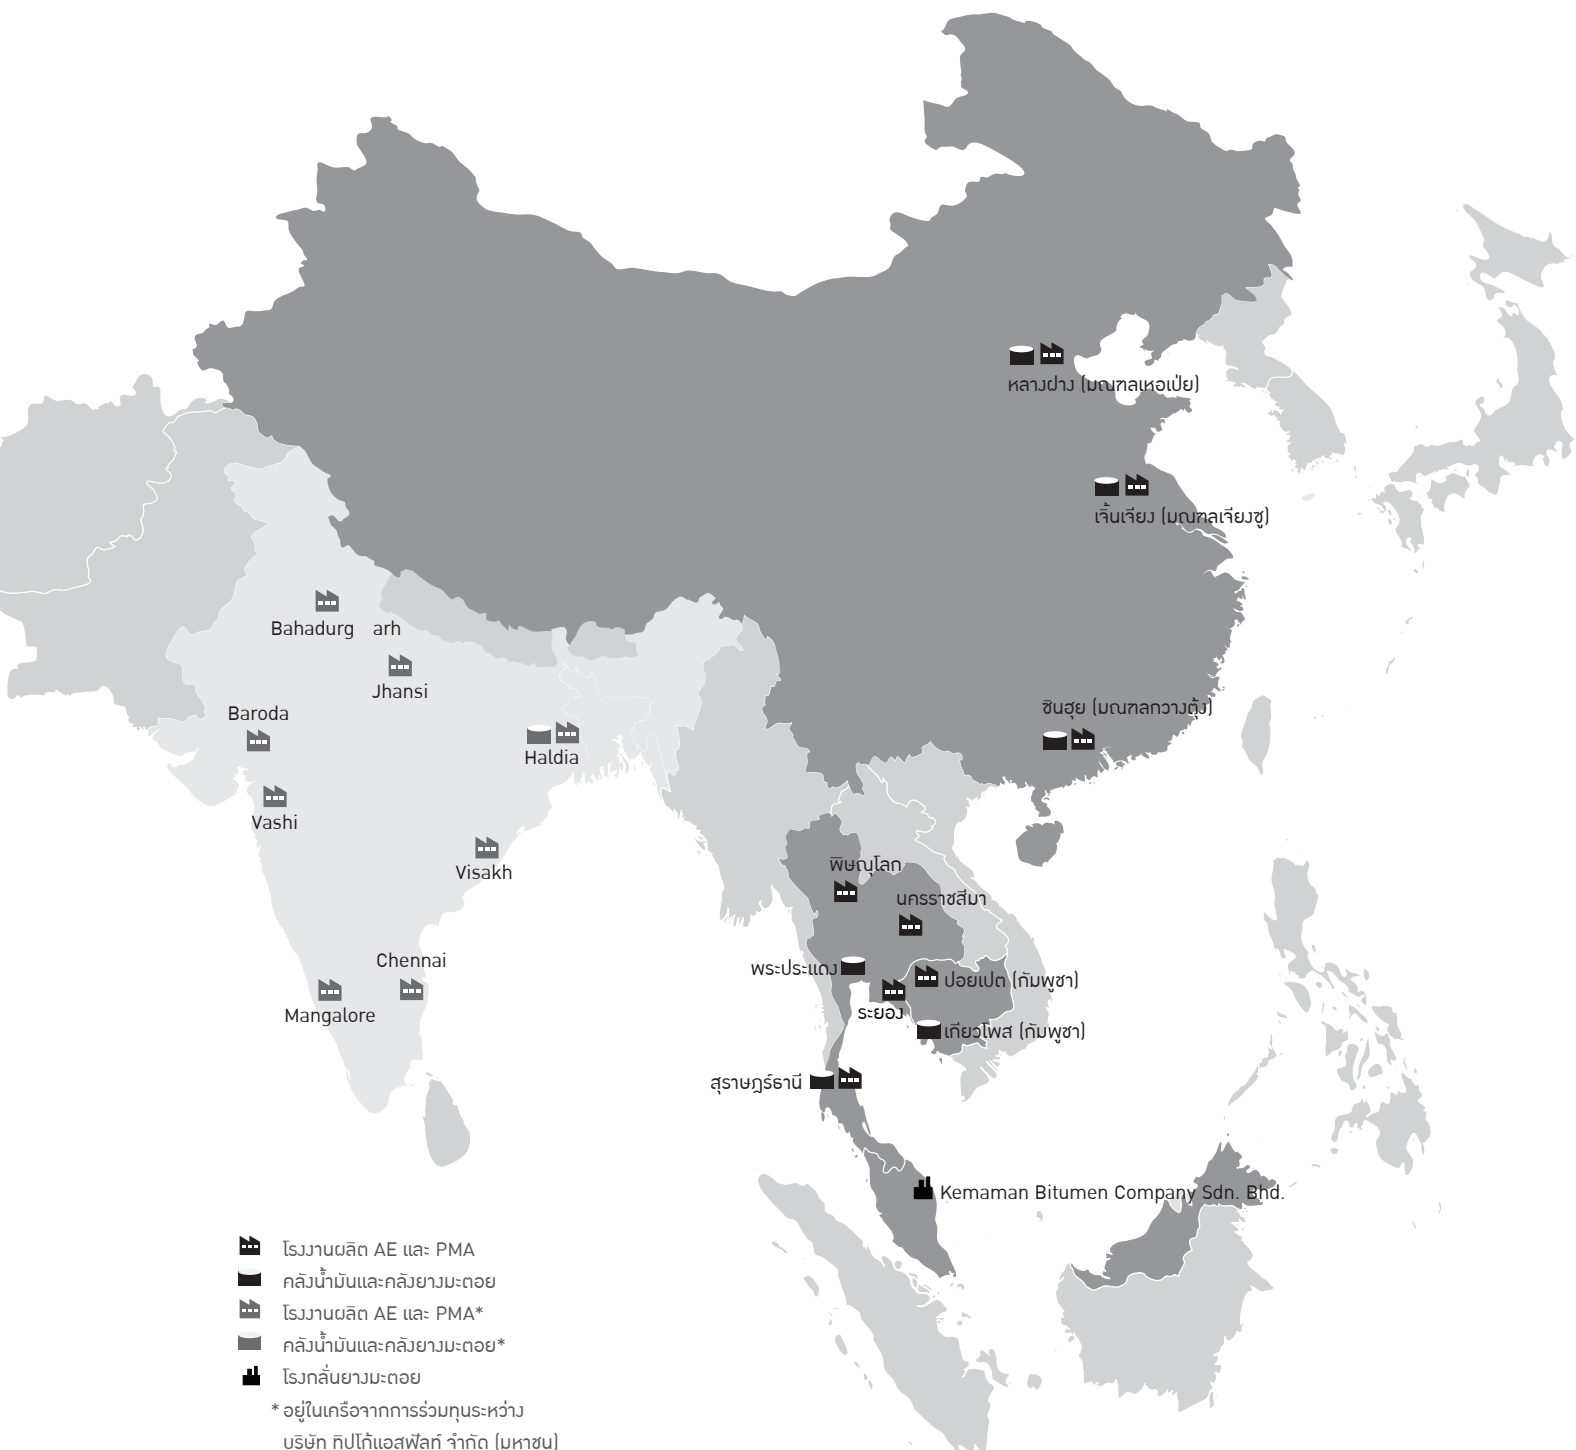 หลางฝาง (มณฑลเหอเป่ย)
เจิ้นเจียง (มณฑลเจียงซู)
Bahadurg arh
Jhansi
Baroda
ซินฮุย (มณฑลกวางตุ้ง)
Haldia
Vashi
Visakh
พิษณุโลก
นครราชสีมา
Chennai
พระประแดง
ปอยเปต (กัมพูชา)
Mangalore
ระยอง
เกียวโพส (กัมพูชา)
สุราษฎร์ธานี
Kemaman Bitumen Company Sdn. Bhd.
โรงงานผลิต AE และ PMA
คลังน้ำมันและคลังยางมะตอย
โรงงานผลิต AE และ PMA*
คลังน้ำมันและคลังยางมะตอย*
โรงกลั่นยางมะตอย
* อยู่ในเครือจากการร่วมทุนระหว่าง
บริษัท ทิปโก้แอสฟัลท์ จำกัด (มหาชน)